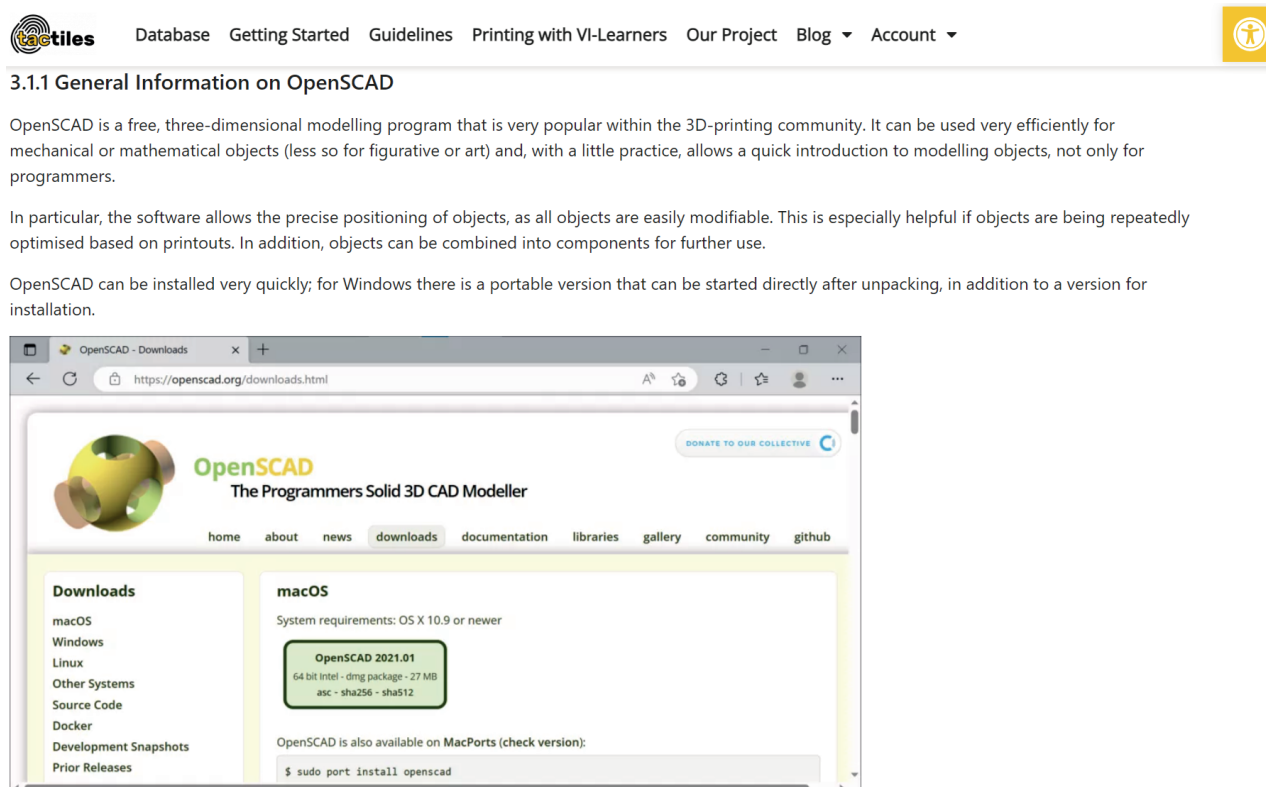 tactiles
Database Getting Started Guidelines Printing with VI-Learners Our Project Blog Account
3.1.1 General Information on OpenSCAD
OpenSCAD is a free, three-dimensional modelling program that is very popular within the 3D-printing community. It can be used very efficiently for
mechanical or mathematical objects (less so for figurative or art) and, with a little practice, allows a quick introduction to modelling objects, not only for
programmers.
In particular, the software allows the precise positioning of objects, as all objects are easily modifiable. This is especially helpful if objects are being repeatedly
optimised based on printouts. In addition, objects can be combined into components for further use.
OpenSCAD can be installed very quickly; for Windows there is a portable version that can be started directly after unpacking, in addition to a version for
installation.
OpenSCAD - Downloads
https://openscad.org/downloads.html
DONATE TO OUR COLLECTIVE
OpenSCAD
The Programmers Solid 3D CAD Modeller
home about news downloads documentation libraries gallery community github
Downloads
macOS
Windows
Linux
Other Systems
Source Code
Docker
Development Snapshots
Prior Releases
macOS
System requirements: OS X 10.9 or newer
OpenSCAD 2021.01
64 bit Intel - dmg package - 27 MB
asc - sha256 - sha512
OpenSCAD is also available on MacPorts (check version):
$ sudo port install openscad